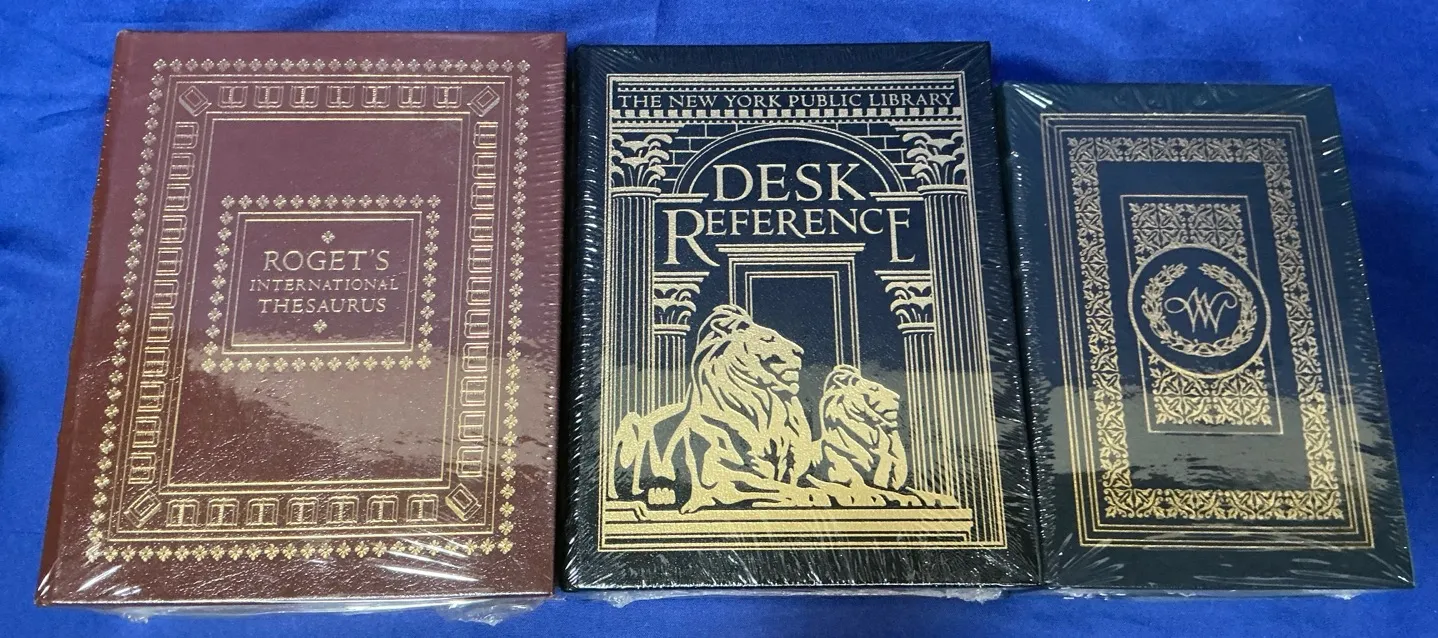 ROGET'S
INTERNATIONAL
THESAURUS
THE NEW YORK PUBLIC LIBRARY
DESK
REFERENCE